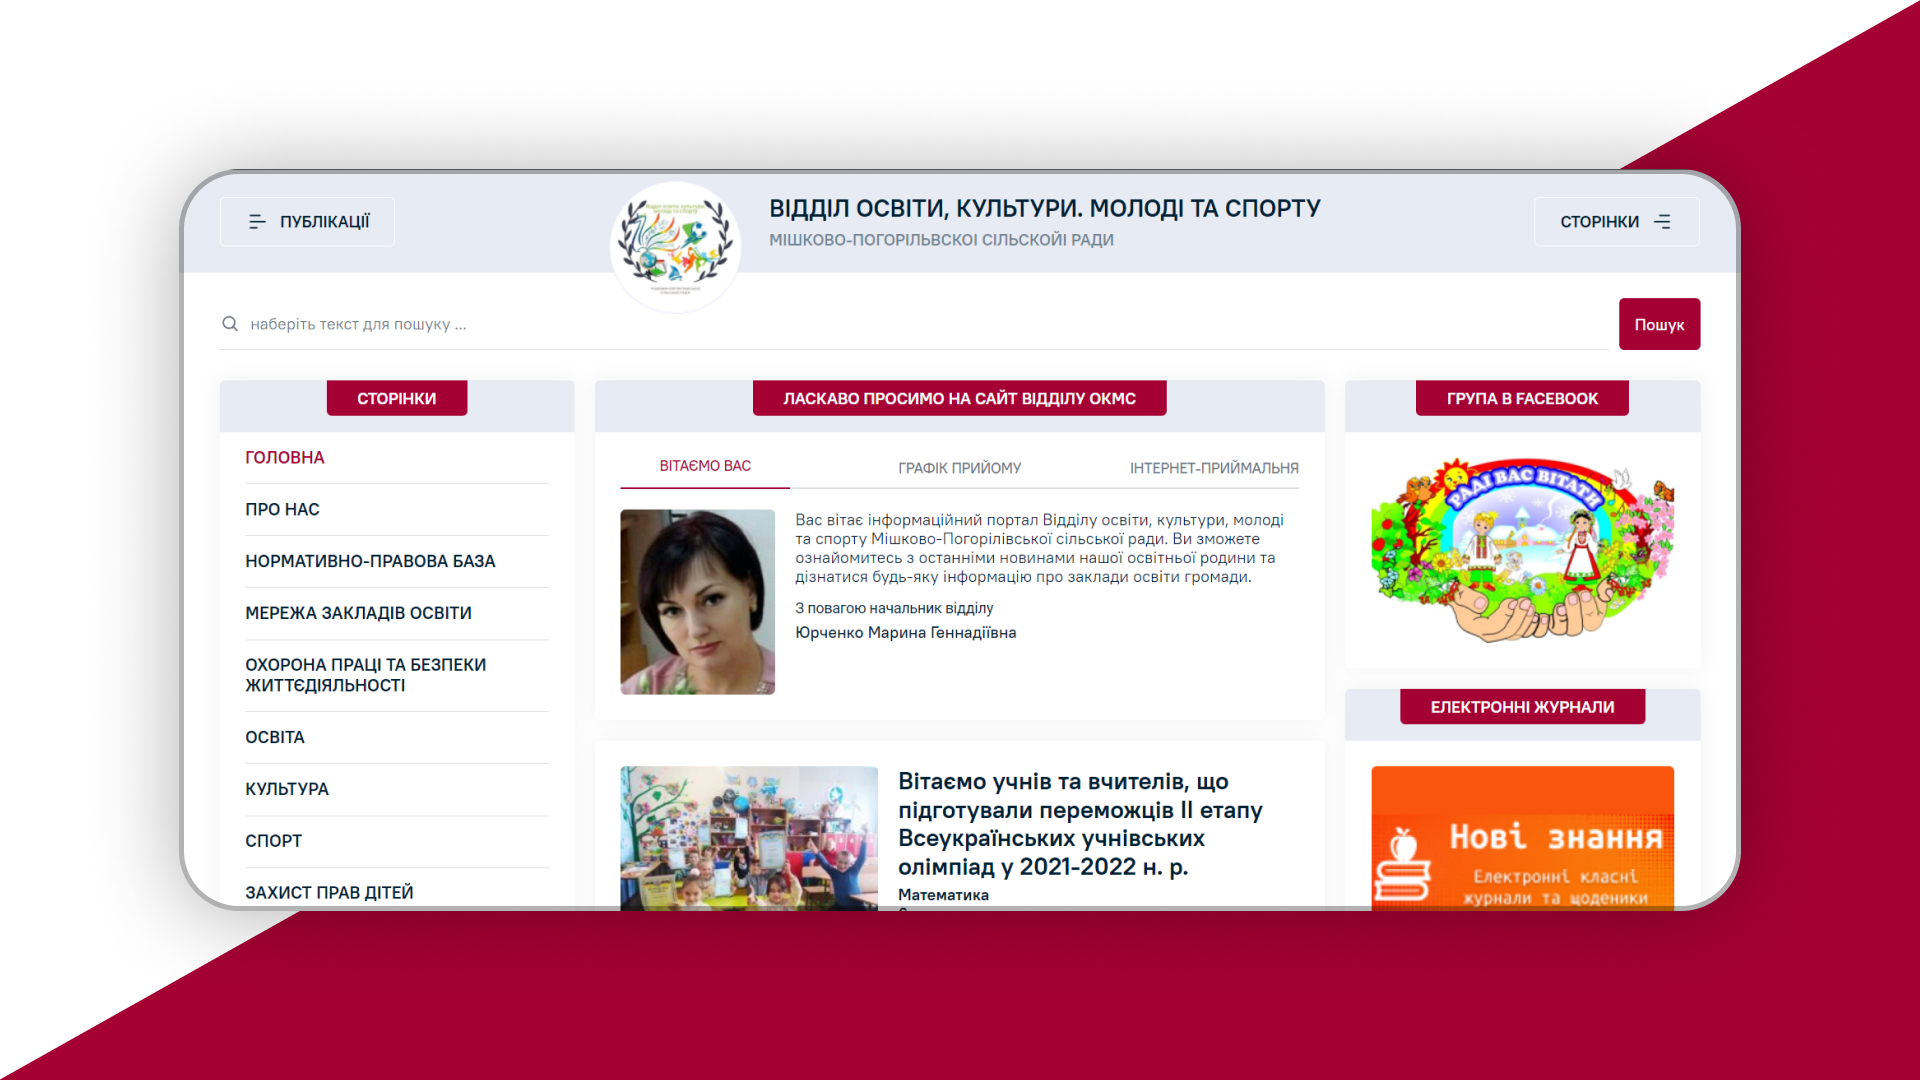 ПУБЛІКАЦІЇ
ВІДДІЛ ОСВІТИ, КУЛЬТУРИ. МОЛОДІ ТА СПОРТУ
МІШКОВО-ПОГОРІЛЬВСКОІ СІЛЬСКОЙІ РАДИ
СТОРІНКИ
наберіть текст для пошуку ...
Пошук
СТОРІНКИ
ГОЛОВНА
ПРО НАС
НОРМАТИВНО-ПРАВОВА БАЗА
МЕРЕЖА ЗАКЛАДІВ ОСВІТИ
ОХОРОНА ПРАЦІ ТА БЕЗПЕКИ
ЖИТТЄДІЯЛЬНОСТІ
ОСВІТА
КУЛЬТУРА
СПОРТ
ЗАХИСТ ПРАВ ДІТЕЙ
ЛАСКАВО ПРОСИМО НА САЙТ ВІДДІЛУ ОКМС
ВІТАЄМО ВАС
ГРАФІК ПРИЙОМУ
ІНТЕРНЕТ-ПРИЙМАЛЬНЯ
Вас вітає інформаційний портал Відділу освіти, культури, молоді
та спорту Мішково-Погорілівської сільської ради. Ви зможете
ознайомитесь з останніми новинами нашої освітньої родини та
дізнатися будь-яку інформацію про заклади освіти громади.
З повагою начальник відділу
Юрченко Марина Геннадіївна
Вітаємо учнів та вчителів, що
підготували переможців ІІ етапу
Всеукраїнських учнівських
олімпіад у 2021-2022 н. р.
Математика
ГРУПА В FACEBOOK
РАДІ ВАС ВІТАТИ
ЕЛЕКТРОННІ ЖУРНАЛИ
Нові знання
Електронні класні
журнали та щоденники